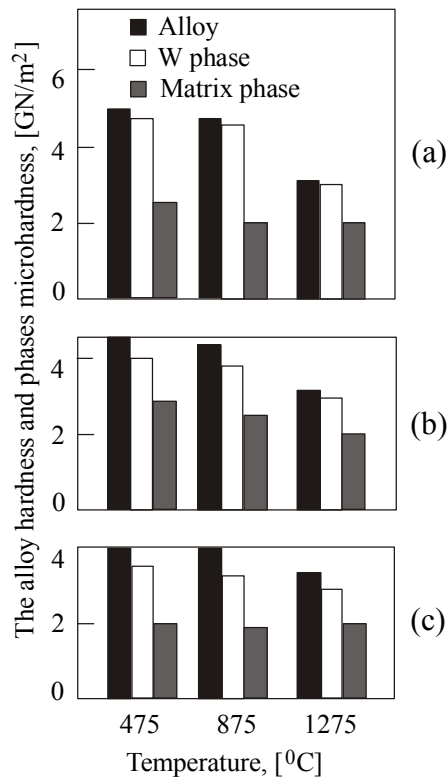 Alloy
W phase
Matrix phase
The alloy hardness and phases microhardness, [GN/m²]
6
4
2
0
(a)
4
2
0
(b)
4
2
0
(c)
475 875 1275
Temperature, [⁰C]